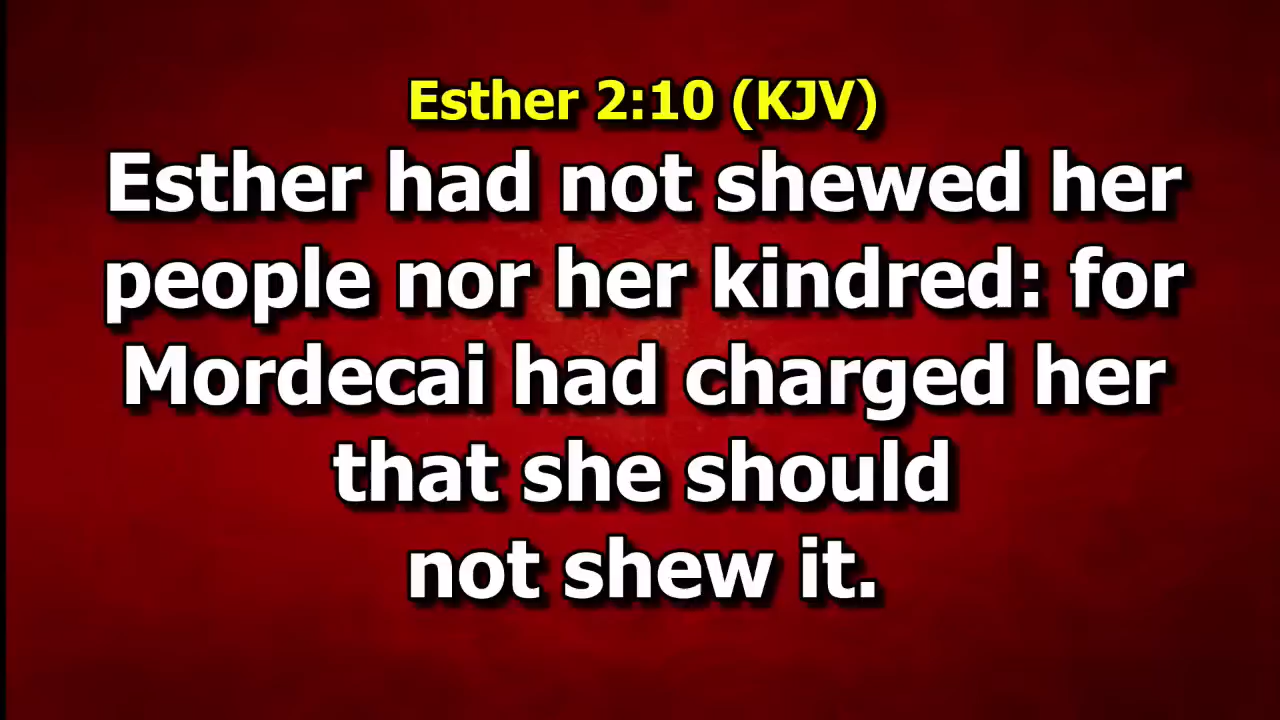 Esther 2:10 (KJV)
Esther had not shewed her
people nor her kindred: for
Mordecai had charged her
that she should
not shew it.